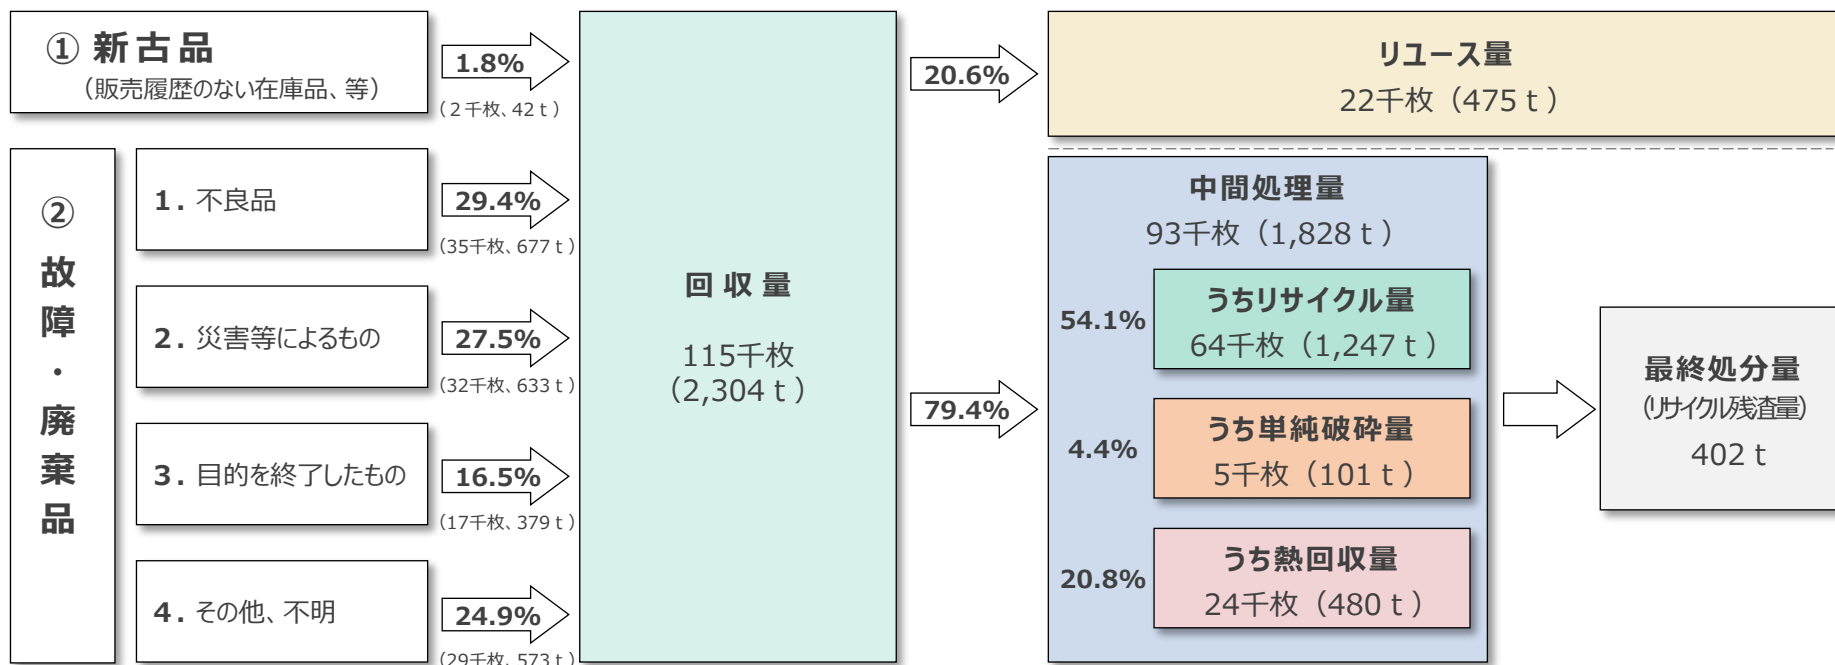 ① 新古品
（販売履歴のない在庫品、等）
1.8%
（２千枚、42ｔ）
②
故障・廃棄品
1. 不良品
29.4%
（35千枚、677ｔ）
2. 災害等によるもの
27.5%
（32千枚、633ｔ）
3. 目的を終了したもの
16.5%
（17千枚、379ｔ）
4. その他、不明
24.9%
（29千枚、573ｔ）
回収量
115千枚
（2,304ｔ）
20.6%
リユース量
22千枚（475ｔ）
79.4%
中間処理量
93千枚（1,828ｔ）
54.1%
うちリサイクル量
64千枚（1,247ｔ）
4.4%
うち単純破砕量
5千枚（101ｔ）
20.8%
うち熱回収量
24千枚（480ｔ）
最終処分量
（リサイクル残渣量）
402ｔ